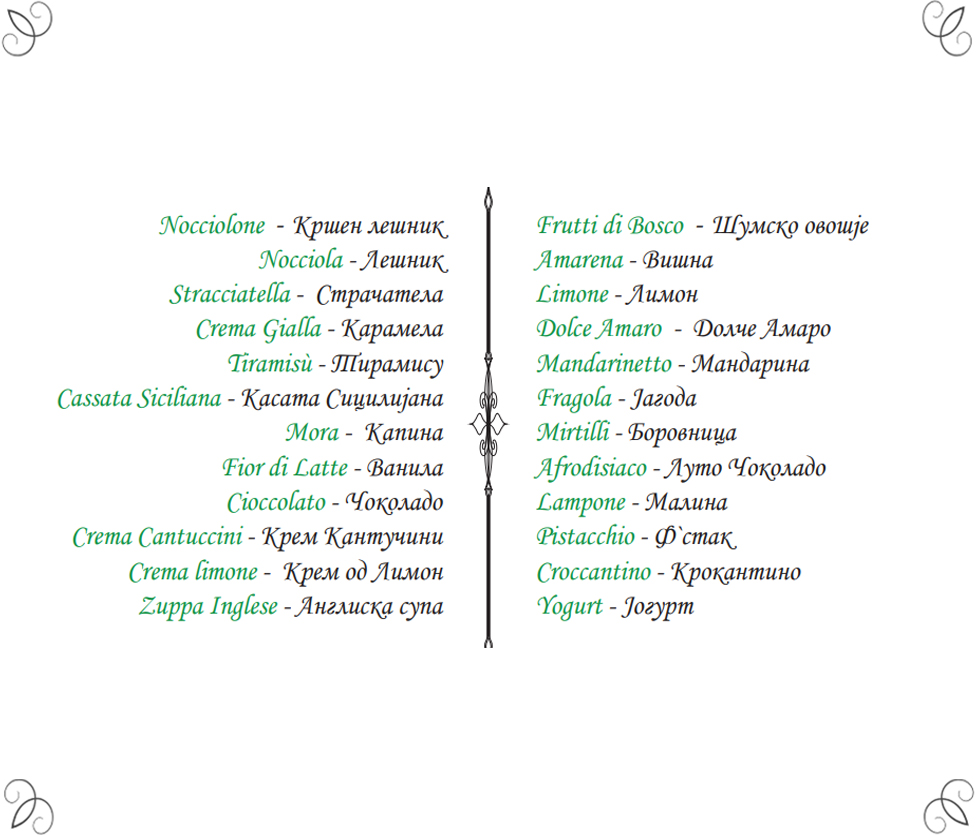 Nocciolone - Кршен лешник
Nocciola - Лешник
Stracciatella - Страчатела
Crema Gialla - Карамела
Tiramisù - Тирамису
Cassata Siciliana - Касата Сицилијана
Mora - Капина
Fior di Latte - Ванила
Cioccolato - Чоколадо
Crema Cantuccini - Крем Кантучини
Crema limone - Крем од Лимон
Zuppa Inglese - Англиска супа
Frutti di Bosco - Шумско овошје
Amarena - Вишна
Limone - Лимон
Dolce Amaro - Долче Амаро
Mandarinetto - Мандарина
Fragola - Јагода
Mirtilli - Боровница
Afrodisiaco - Луто Чоколадо
Lampone - Малина
Pistacchio - Ф`стак
Croccantino - Крокантино
Yogurt - Јогурт